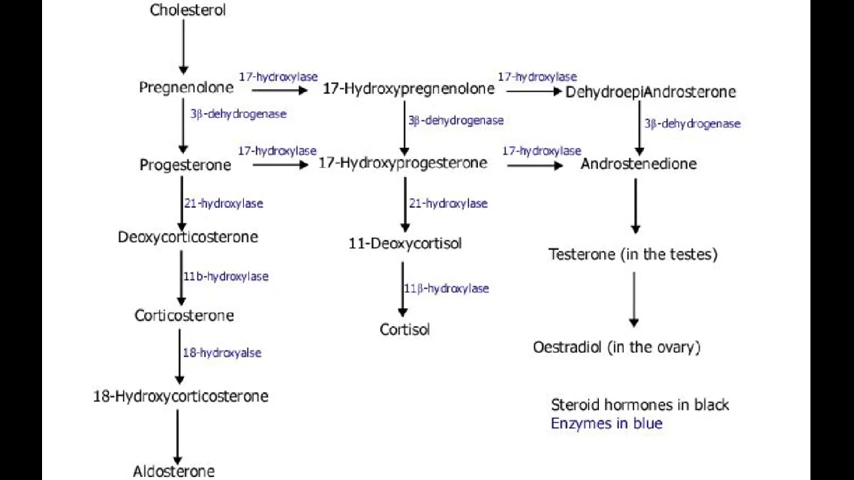 Cholesterol
17-hydroxylase 17-hydroxylase
Pregnenolone 17-Hydroxypregnenolone DehydroepiAndrosterone
3β-dehydrogenase 3β-dehydrogenase 3β-dehydrogenase
17-hydroxylase 17-hydroxylase
Progesterone 17-Hydroxyprogesterone Androstenedione
21-hydroxylase 21-hydroxylase
Deoxycorticosterone 11-Deoxycortisol Testerone (in the testes)
11b-hydroxylase 11β-hydroxylase
Corticosterone Cortisol Oestradiol (in the ovary)
18-hydroxyalse
18-Hydroxycorticosterone
Steroid hormones in black
Enzymes in blue
Aldosterone